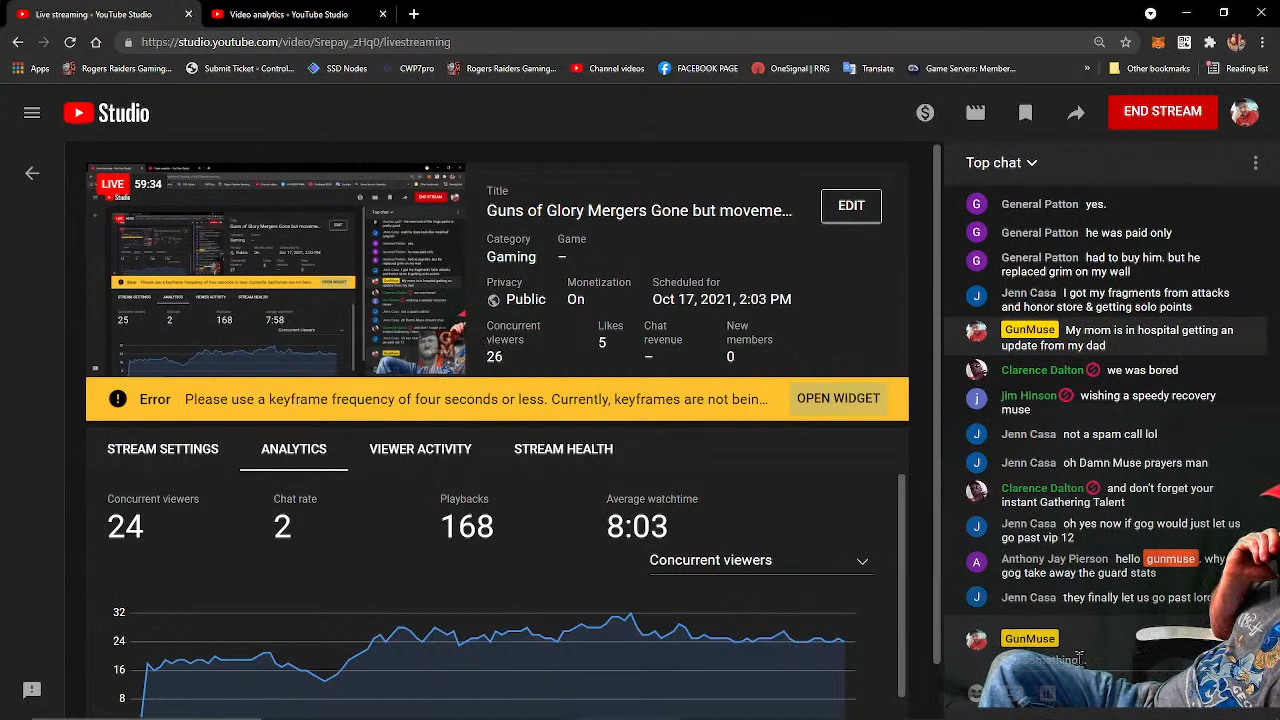 Live streaming - YouTube Studio
Video analytics - YouTube Studio
https://studio.youtube.com/video/Srepay_zHq0/livestreaming
Apps
Rogers Raiders Gaming...
Submit Ticket - Control...
SSD Nodes
CWP7pro
Rogers Raiders Gaming...
Channel videos
FACEBOOK PAGE
OneSignal | RRG
Translate
Game Servers: Member...
»
Other bookmarks
Reading list
Studio
END STREAM
LIVE 59:34
Title
Guns of Glory Mergers Gone but moveme...
EDIT
Category
Game
Gaming
–
Privacy
Monetization
Scheduled for
Public
On
Oct 17, 2021, 2:03 PM
Concurrent viewers
Likes
Chat revenue
New members
26
5
–
0
Error Please use a keyframe frequency of four seconds or less. Currently, keyframes are not bein...
OPEN WIDGET
STREAM SETTINGS
ANALYTICS
VIEWER ACTIVITY
STREAM HEALTH
Concurrent viewers
Chat rate
Playbacks
Average watchtime
24
2
168
8:03
Concurrent viewers
32
24
16
8
Top chat
General Patton yes.
General Patton he was paid only
General Patton had to buy him, but he
replaced golem on my wall
Jenn Casa I got my fragments from attacks
and honor store getting solo points
GunMuse My mom is in hospital getting an
update from my dad
Clarence Dalton we was bored
Jim HInson wishing a speedy recovery
muse
Jenn Casa not a spam call lol
Jenn Casa oh Damn Muse prayers man
Clarence Dalton and don't forget your
instant Gathering Talent
Jenn Casa oh yes now if gog would just let us
go past vip 12
Anthony Jay Pierson hello gunmuse . why
gog take away the guard stats
Jenn Casa they finally let us go past lord
GunMuse
something...